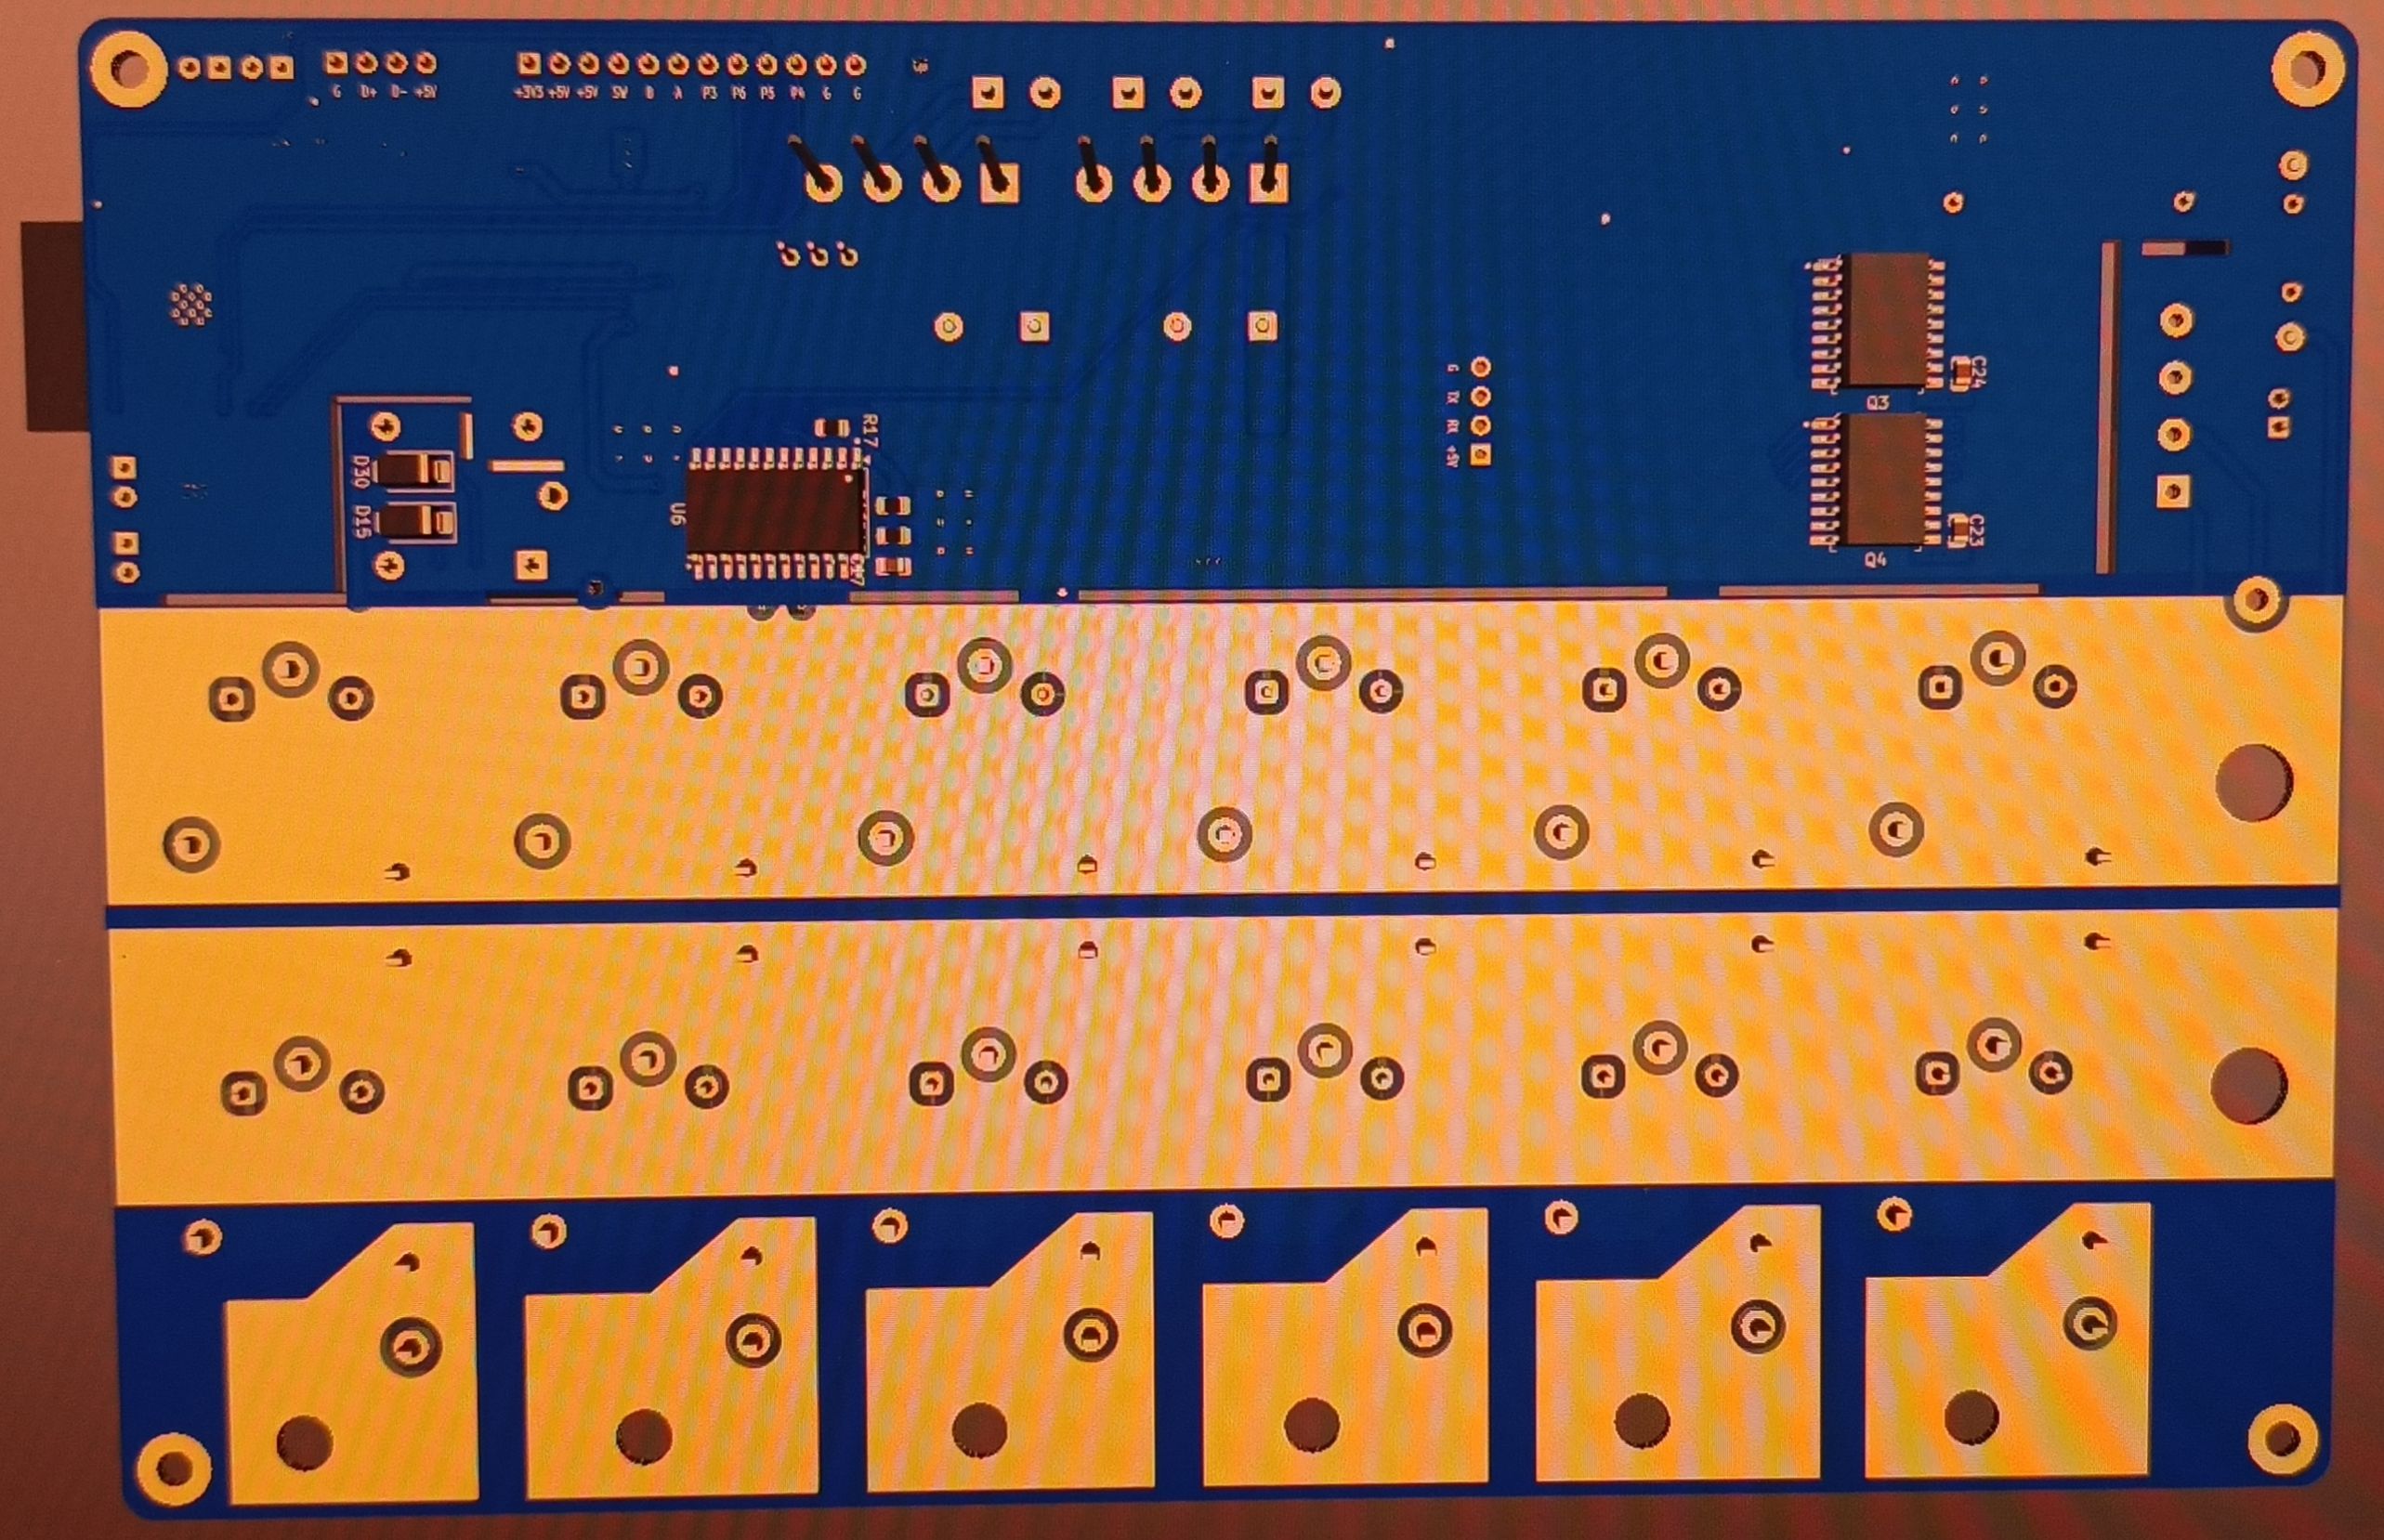 G D+ D- +5V
+3V3 +5V +5V SW B A P3 P6 P5 P4 G G
G
TX
RX
+5V
C24
Q3
R17
D30
U6
D15
C23
Q4